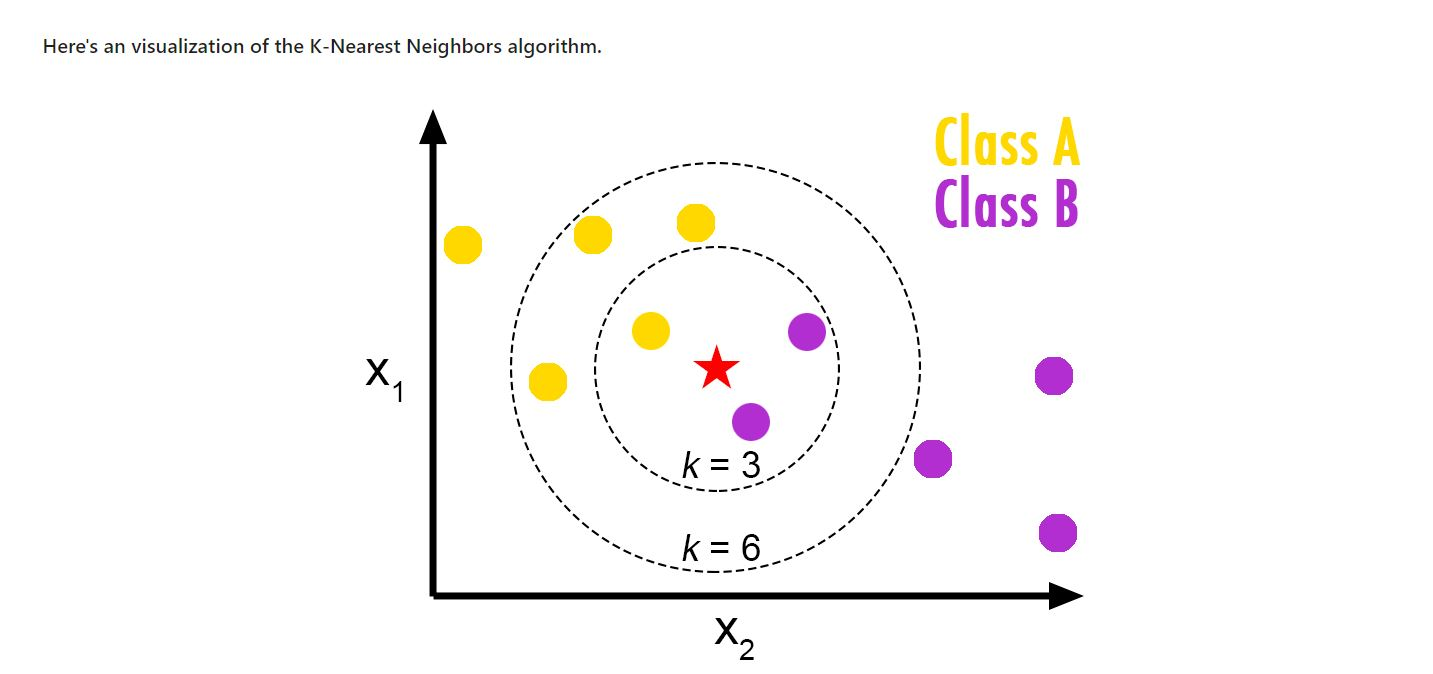 Here's an visualization of the K-Nearest Neighbors algorithm.
Class A
Class B
x₁
k = 3
k = 6
x₂